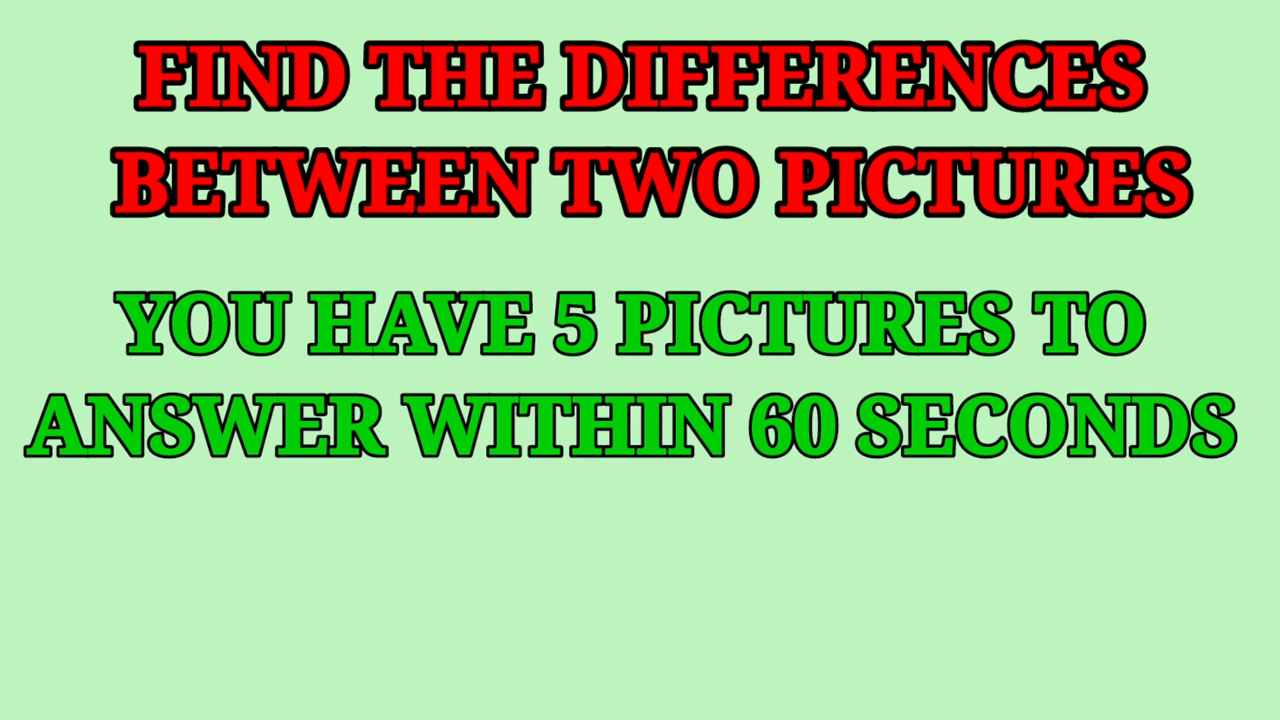 FIND THE DIFFERENCES
BETWEEN TWO PICTURES
YOU HAVE 5 PICTURES TO
ANSWER WITHIN 60 SECONDS